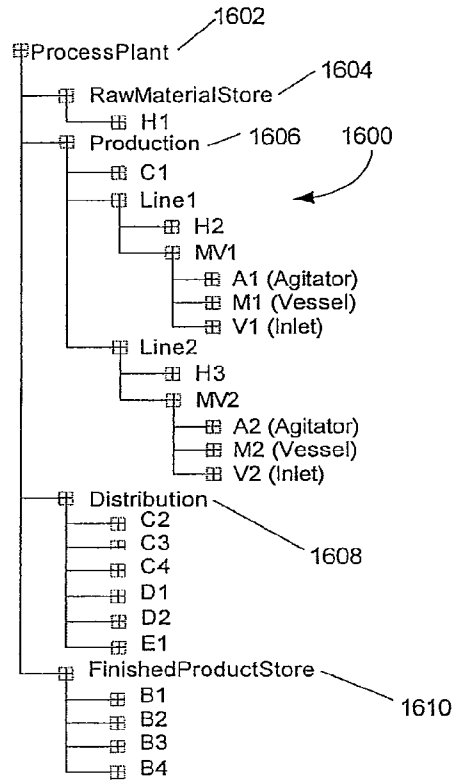 1602
ProcessPlant
1604
RawMaterialStore
H1
Production 1606 1600
C1
Line1
H2
MV1
A1 (Agitator)
M1 (Vessel)
V1 (Inlet)
Line2
H3
MV2
A2 (Agitator)
M2 (Vessel)
V2 (Inlet)
Distribution
C2
C3
1608
C4
D1
D2
E1
FinishedProductStore
B1
1610
B2
B3
B4